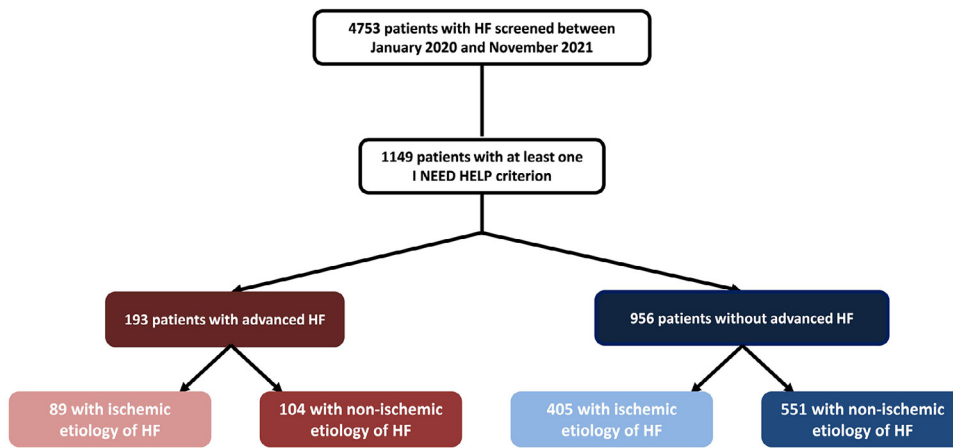 4753 patients with HF screened between
January 2020 and November 2021
1149 patients with at least one
I NEED HELP criterion
193 patients with advanced HF
956 patients without advanced HF
89 with ischemic
etiology of HF
104 with non-ischemic
etiology of HF
405 with ischemic
etiology of HF
551 with non-ischemic
etiology of HF